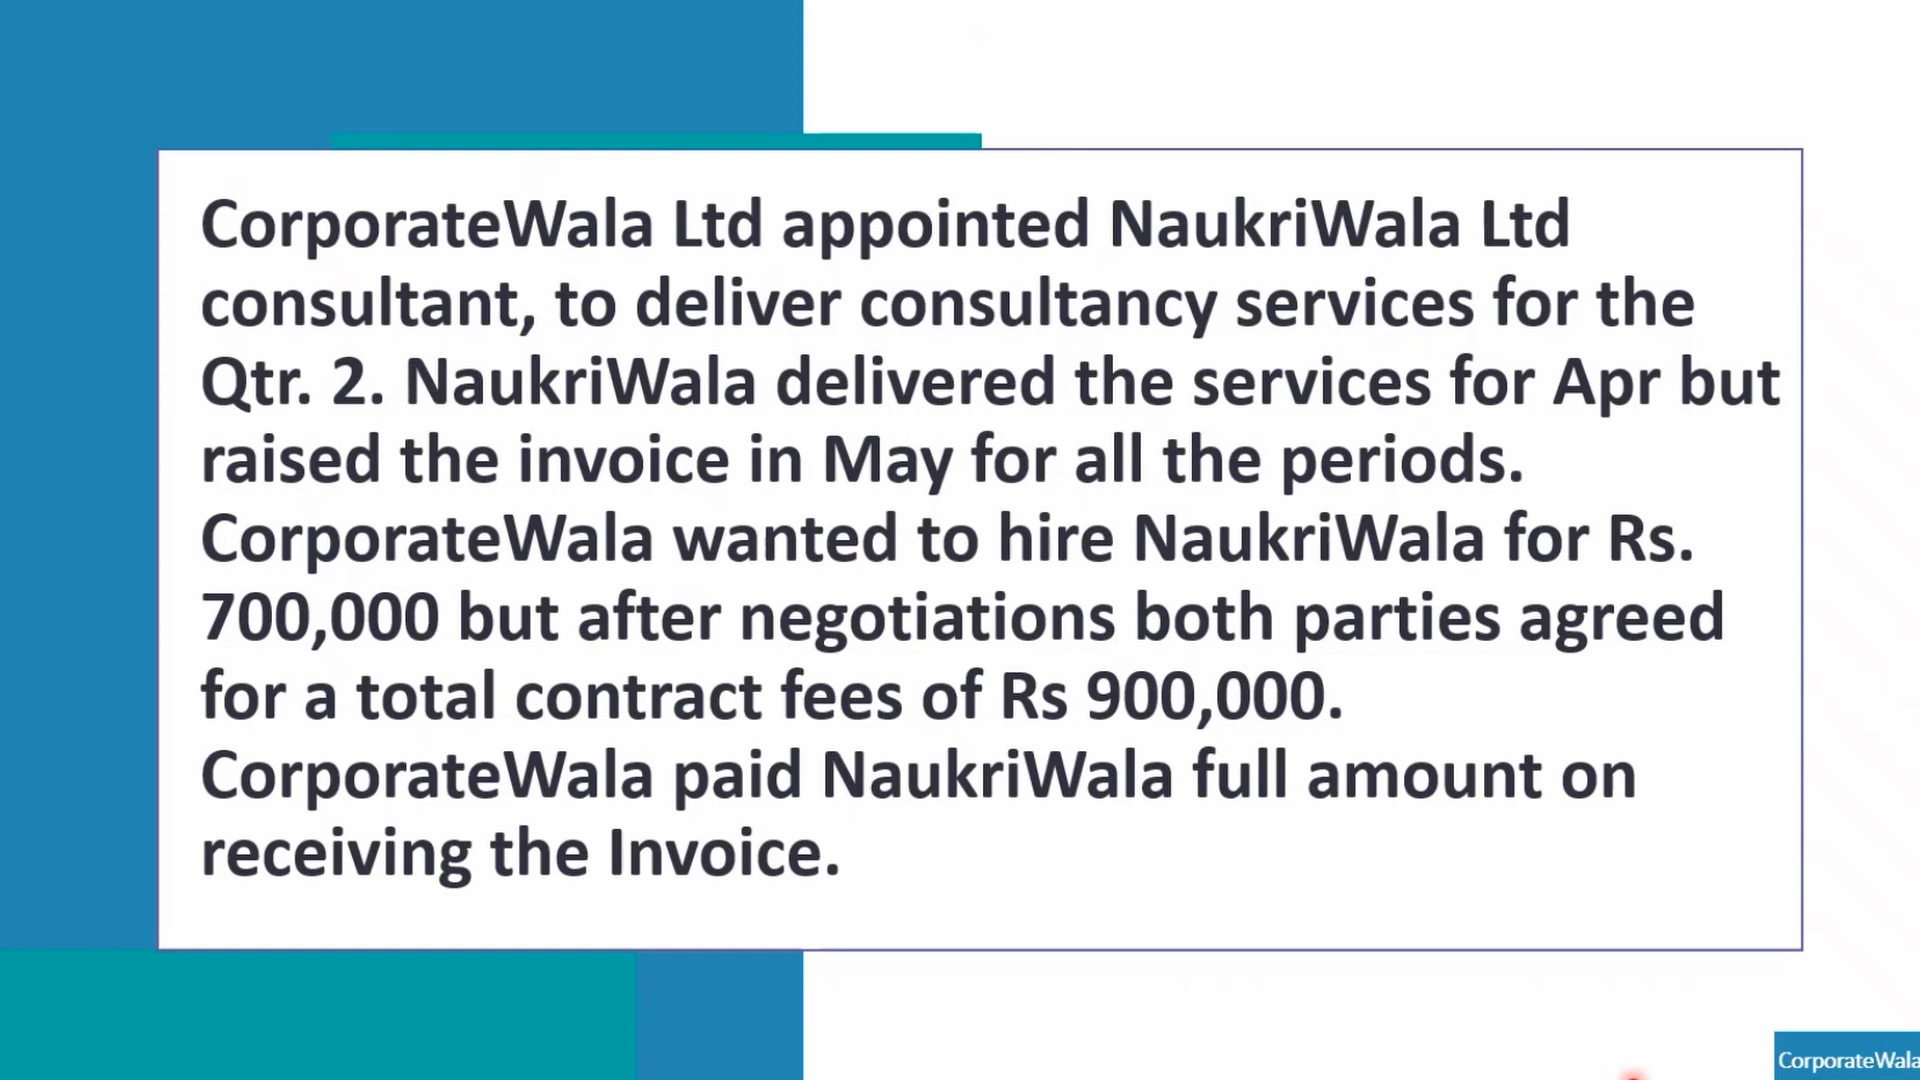 CorporateWala Ltd appointed NaukriWala Ltd
consultant, to deliver consultancy services for the
Qtr. 2. NaukriWala delivered the services for Apr but
raised the invoice in May for all the periods.
CorporateWala wanted to hire NaukriWala for Rs.
700,000 but after negotiations both parties agreed
for a total contract fees of Rs 900,000.
CorporateWala paid NaukriWala full amount on
receiving the Invoice.
CorporateWala